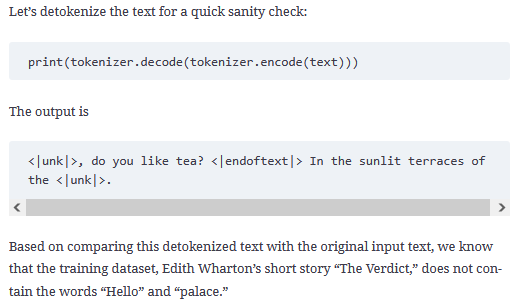 Let’s detokenize the text for a quick sanity check:
print(tokenizer.decode(tokenizer.encode(text)))
The output is
<|unk|>, do you like tea? <|endoftext|> In the sunlit terraces of
the <|unk|>.
Based on comparing this detokenized text with the original input text, we know
that the training dataset, Edith Wharton’s short story “The Verdict,” does not con-
tain the words “Hello” and “palace.”